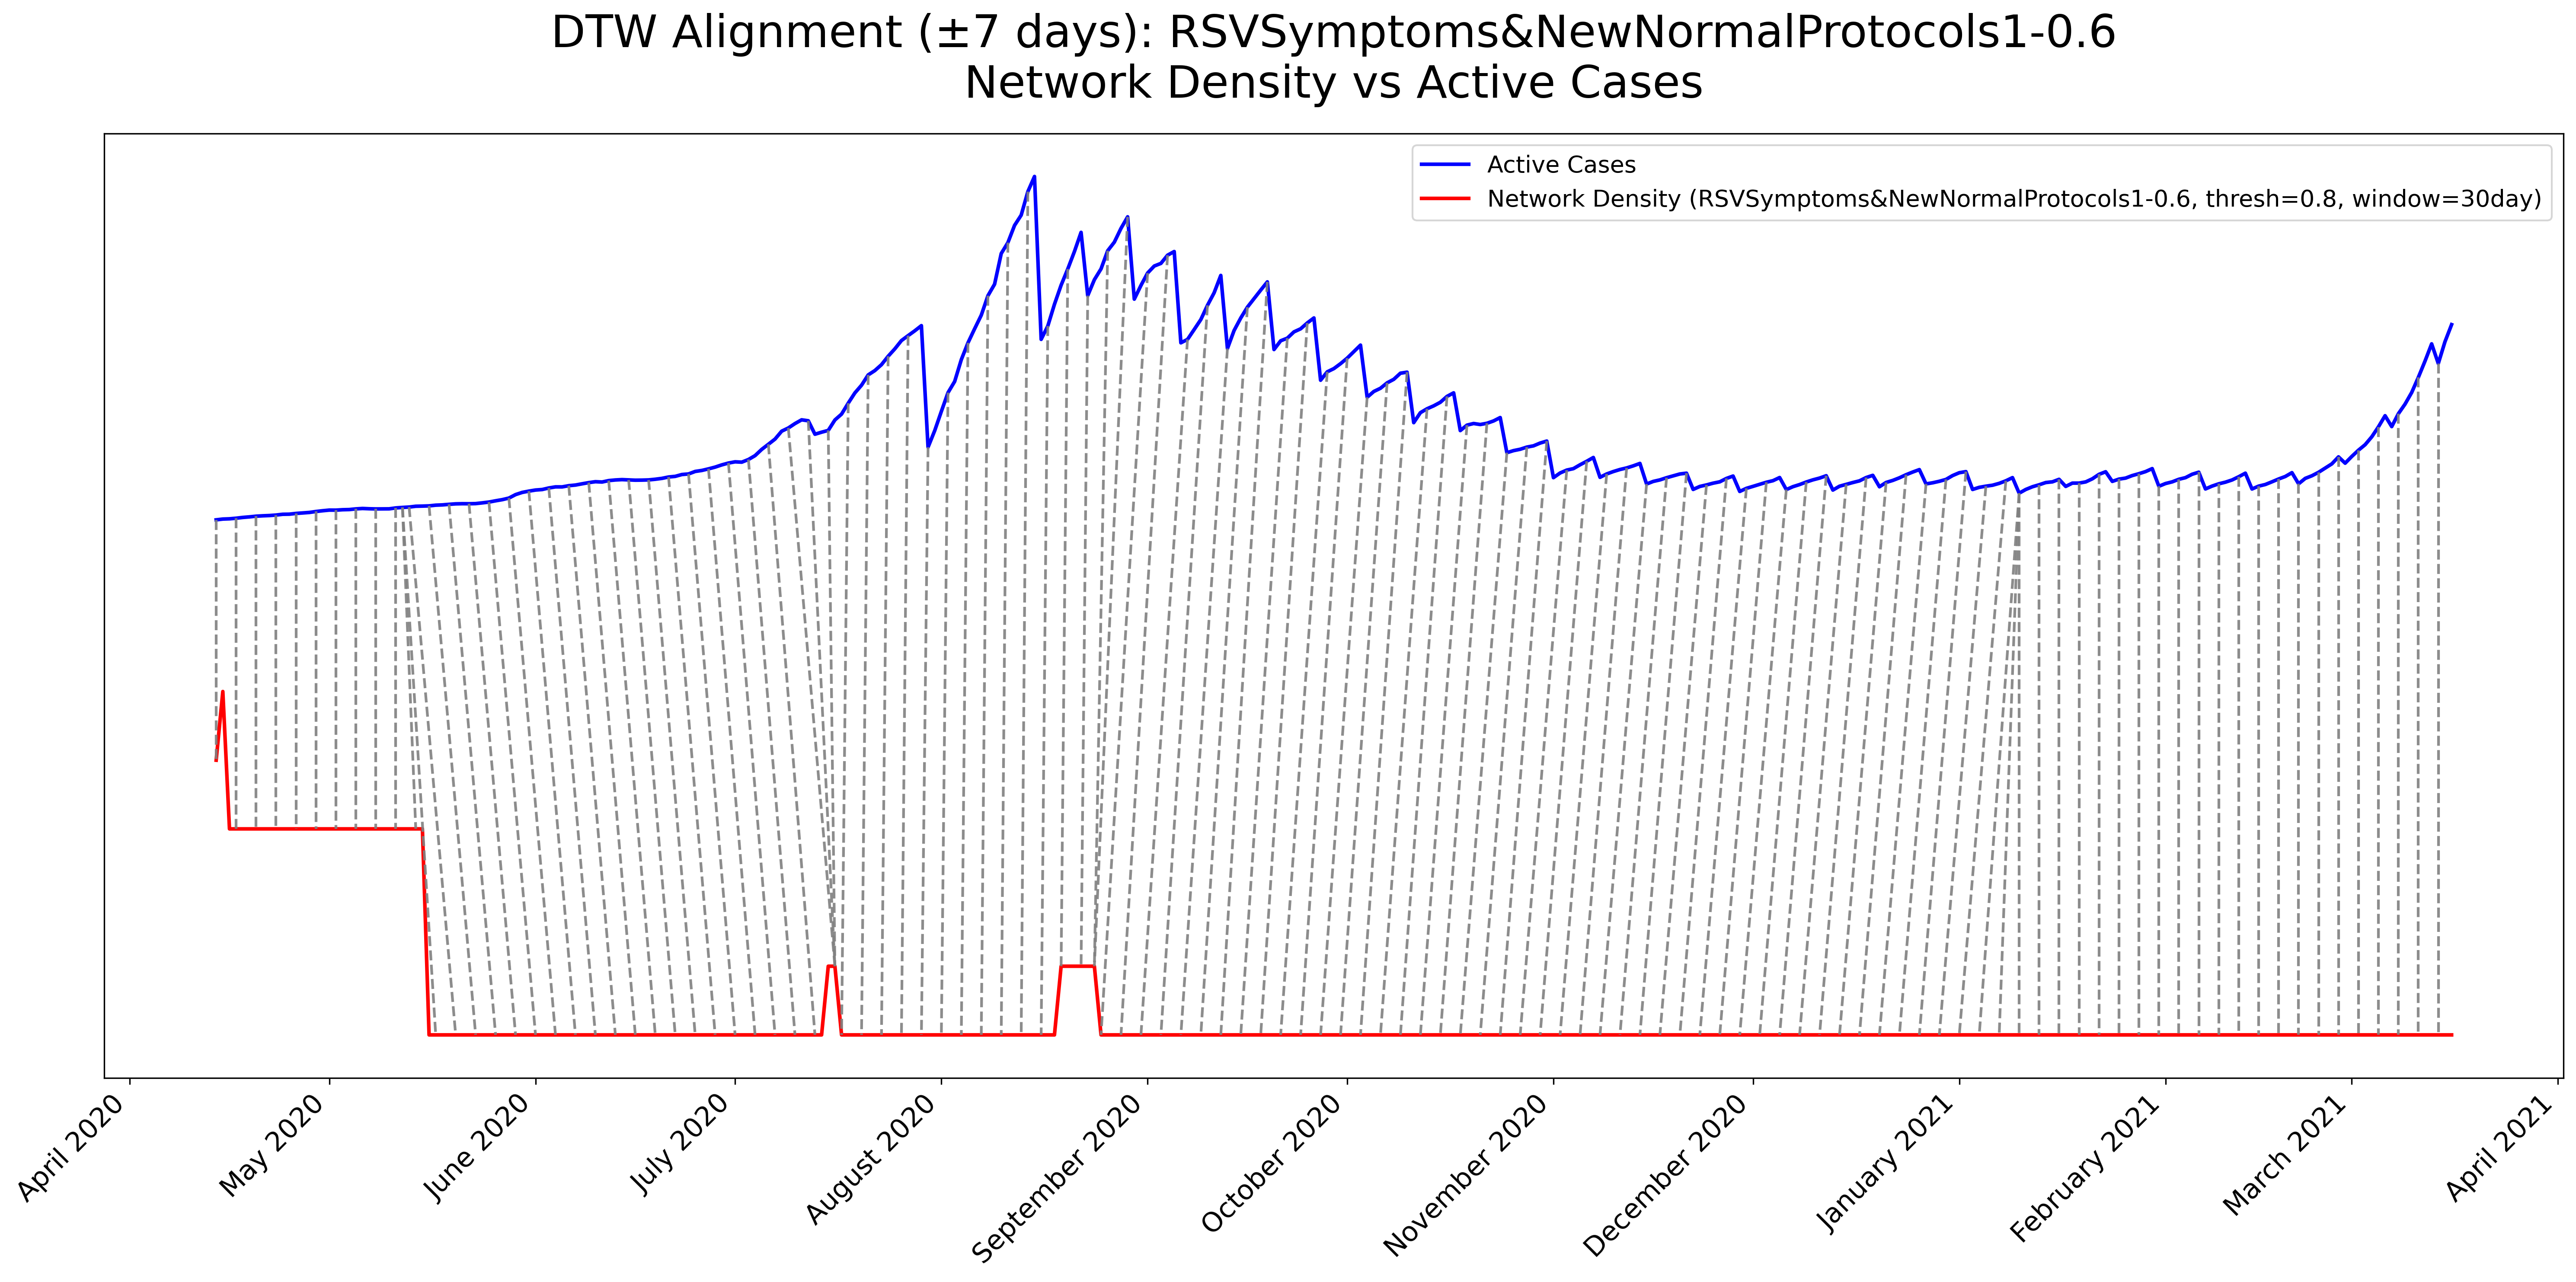 DTW Alignment (±7 days): RSVSymptoms&NewNormalProtocols1-0.6
Network Density vs Active Cases
Active Cases
Network Density (RSVSymptoms&NewNormalProtocols1-0.6, thresh=0.8, window=30day)
April 2020
May 2020
June 2020
July 2020
August 2020
September 2020
October 2020
November 2020
December 2020
January 2021
February 2021
March 2021
April 2021